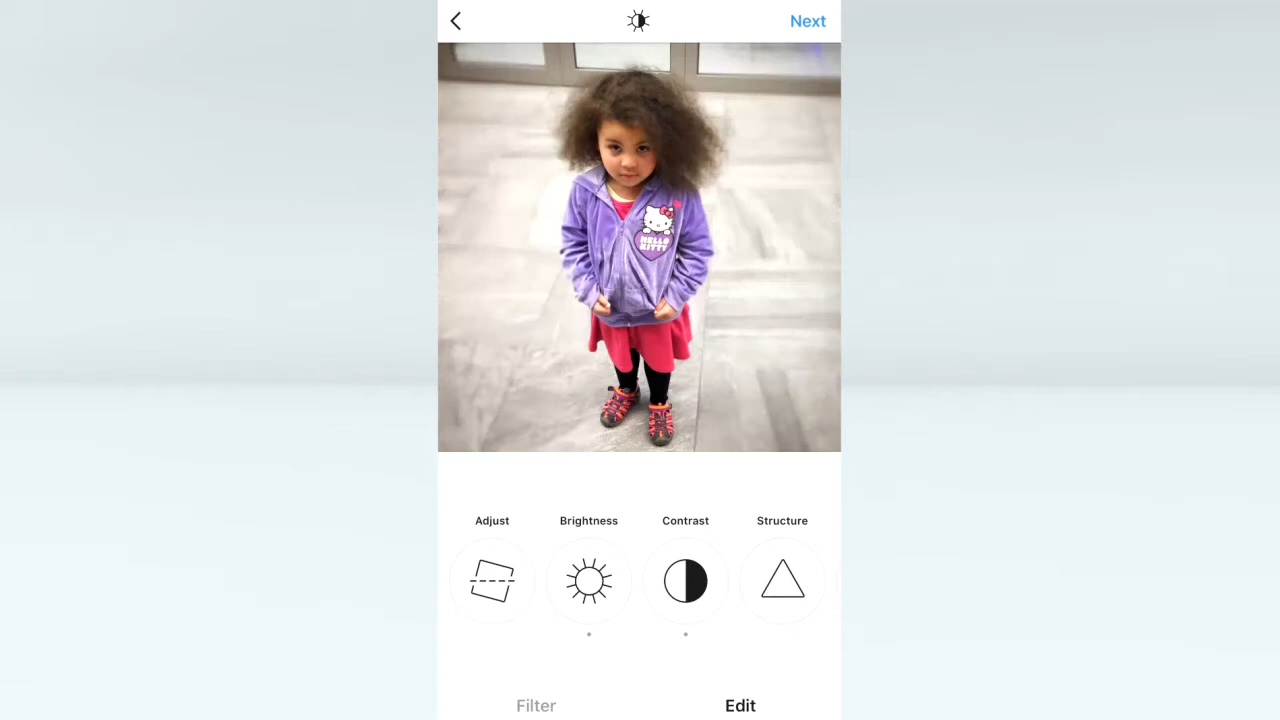 Next
HELLO
KITTY
Adjust
Brightness
Contrast
Structure
Filter
Edit